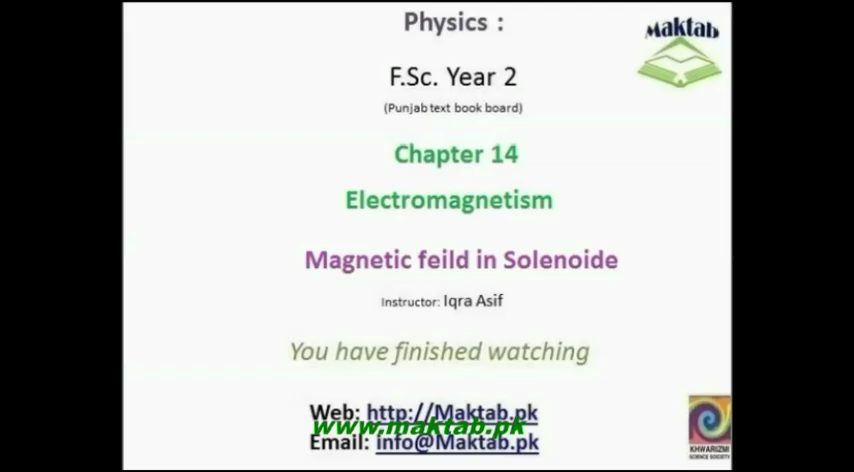 Physics :
Maktab
F.Sc. Year 2
(Punjab text book board)
Chapter 14
Electromagnetism
Magnetic feild in Solenoide
Instructor: Iqra Asif
You have finished watching
Web: http://Maktab.pk
www.maktab.pk
Email: info@Maktab.pk
KHWARIZMI
SCIENCE SOCIETY